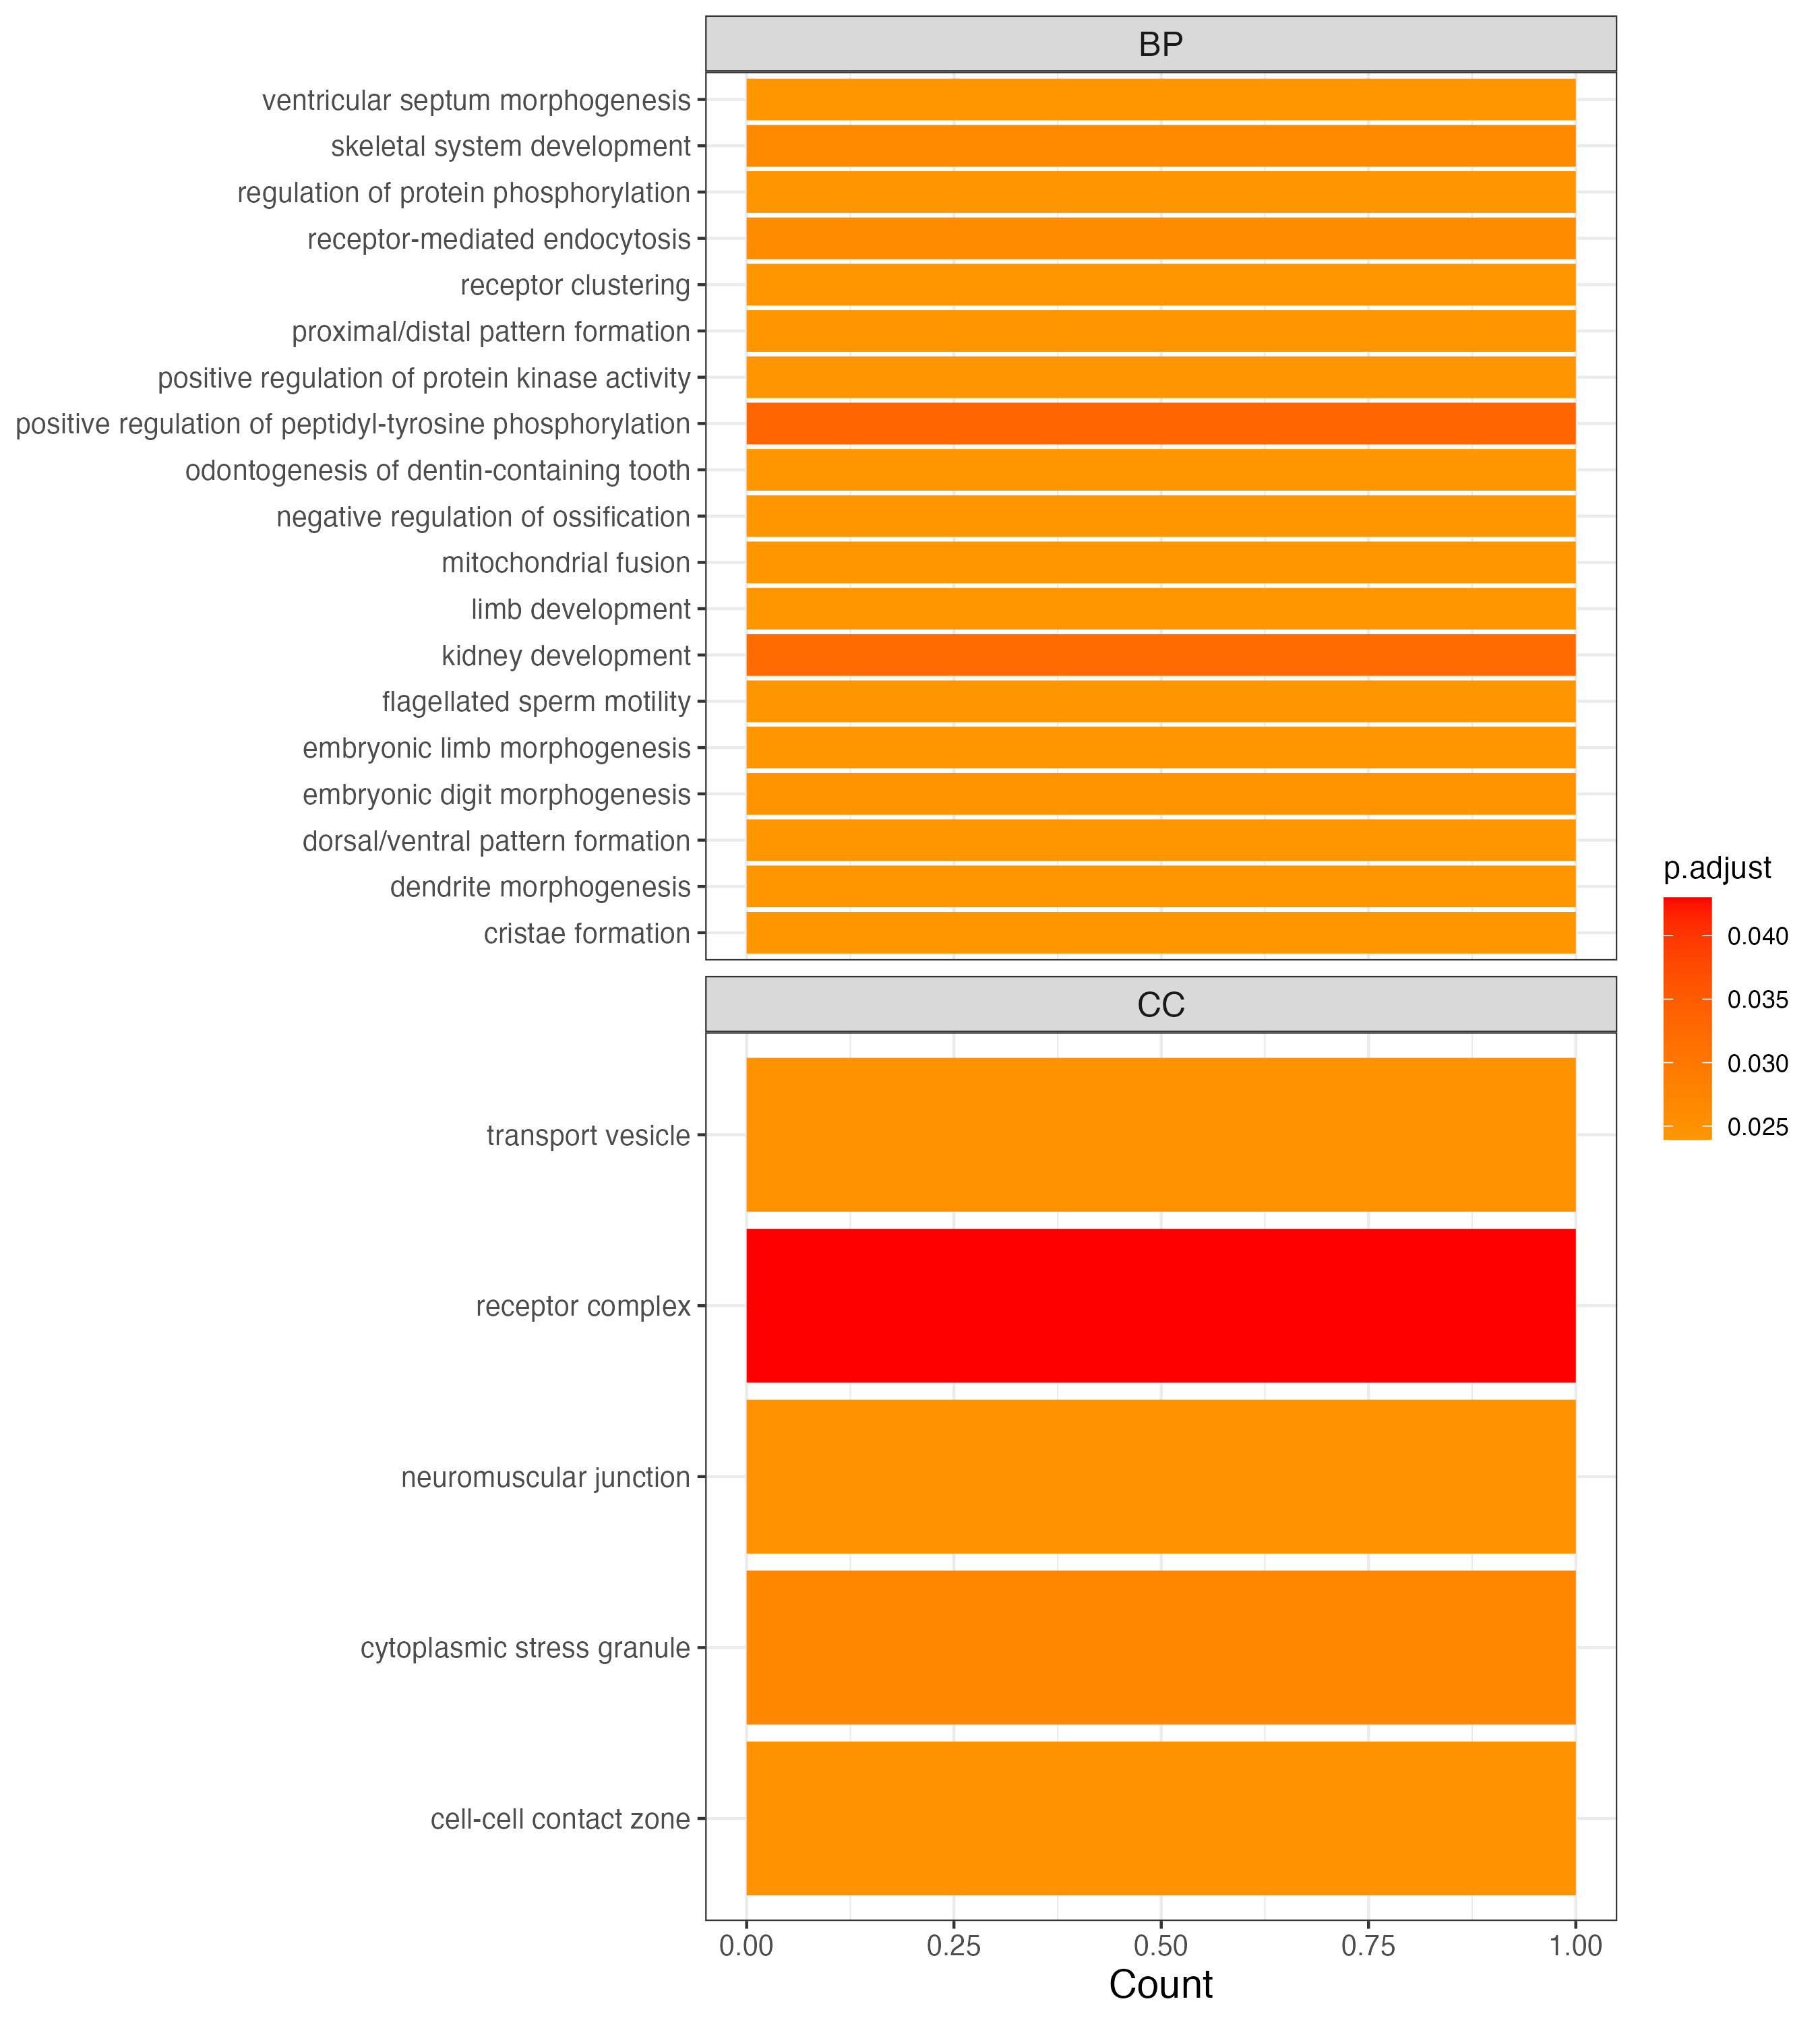 BP
ventricular septum morphogenesis
skeletal system development
regulation of protein phosphorylation
receptor-mediated endocytosis
receptor clustering
proximal/distal pattern formation
positive regulation of protein kinase activity
positive regulation of peptidyl-tyrosine phosphorylation
odontogenesis of dentin-containing tooth
negative regulation of ossification
mitochondrial fusion
limb development
kidney development
flagellated sperm motility
embryonic limb morphogenesis
embryonic digit morphogenesis
dorsal/ventral pattern formation
dendrite morphogenesis
cristae formation
CC
transport vesicle
receptor complex
neuromuscular junction
cytoplasmic stress granule
cell-cell contact zone
0.00 0.25 0.50 0.75 1.00
Count
p.adjust
0.040
0.035
0.030
0.025